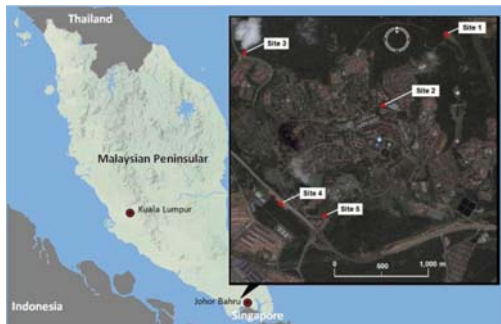 Thailand
Site 1
Site 3
Site 2
Malaysian Peninsular
Site 4
Kuala Lumpur
Site 5
0 500 1,000 m
Johor Bahru
Indonesia
Singapore